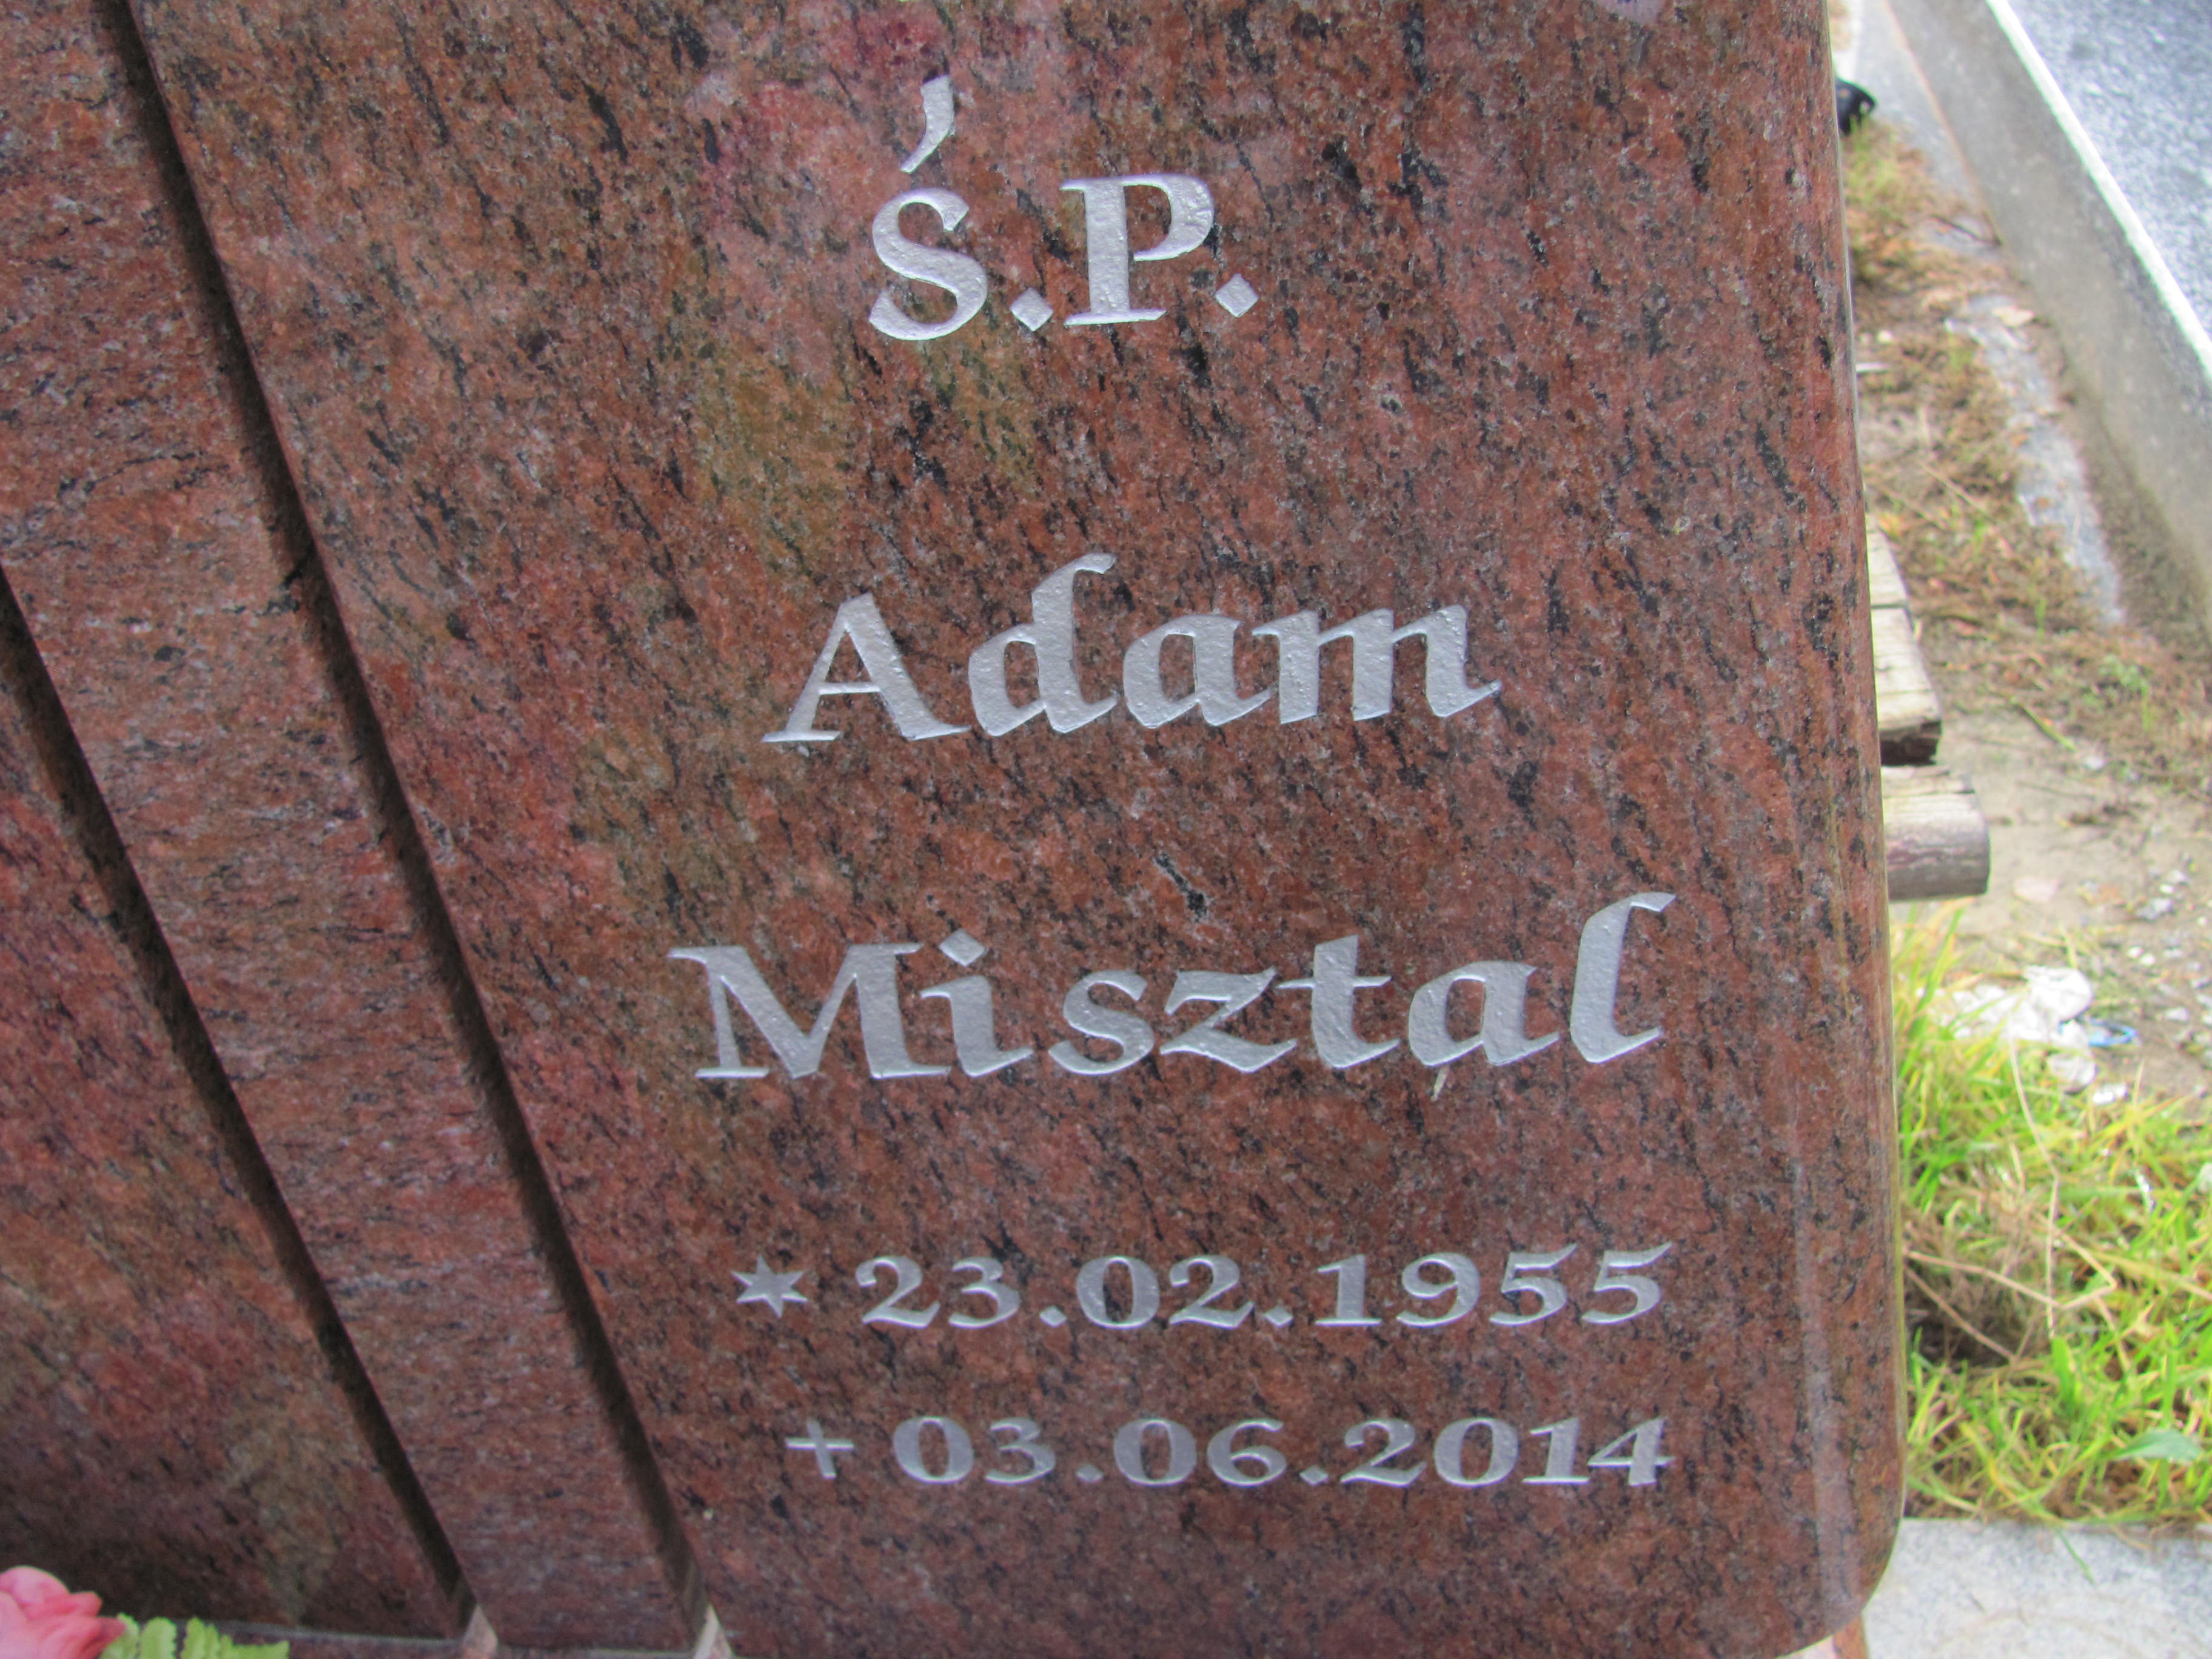 Ś.P.
Adam
Misztal
* 23.02.1955
+ 03.06.2014